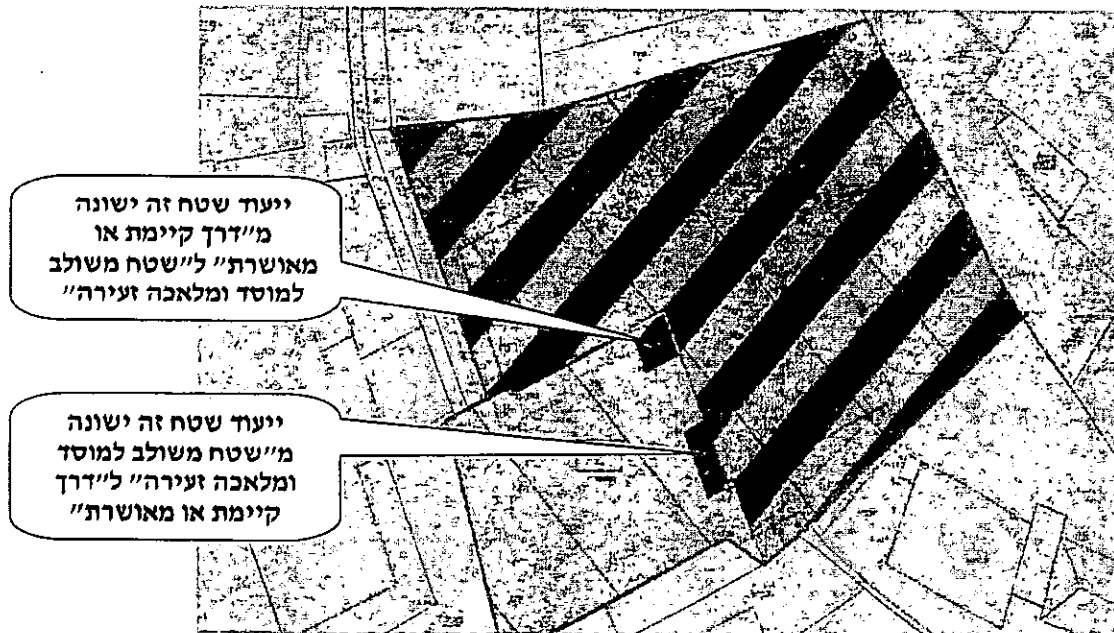 ייעוד שטח זה ישונה
מ״דרך קיימת או
מאושרת״ ל״שטח משולב
למוסד ומלאכה זעירה״
ייעוד שטח זה ישונה
מ״שטח משולב למוסד
ומלאכה זעירה״ ל״דרך
קיימת או מאושרת״